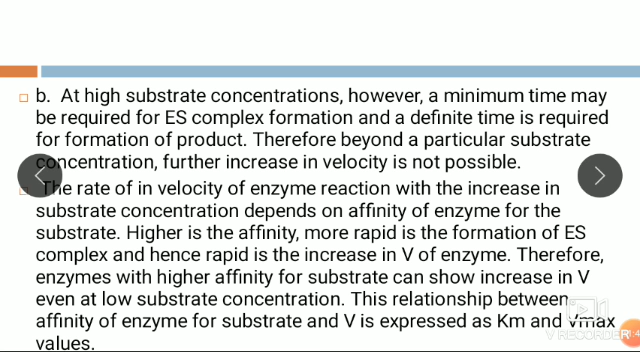 b. At high substrate concentrations, however, a minimum time may
be required for ES complex formation and a definite time is required
for formation of product. Therefore beyond a particular substrate
concentration, further increase in velocity is not possible.
The rate of in velocity of enzyme reaction with the increase in
substrate concentration depends on affinity of enzyme for the
substrate. Higher is the affinity, more rapid is the formation of ES
complex and hence rapid is the increase in V of enzyme. Therefore,
enzymes with higher affinity for substrate can show increase in V
even at low substrate concentration. This relationship between
affinity of enzyme for substrate and V is expressed as Km and Vmax
values.
V RECORDER